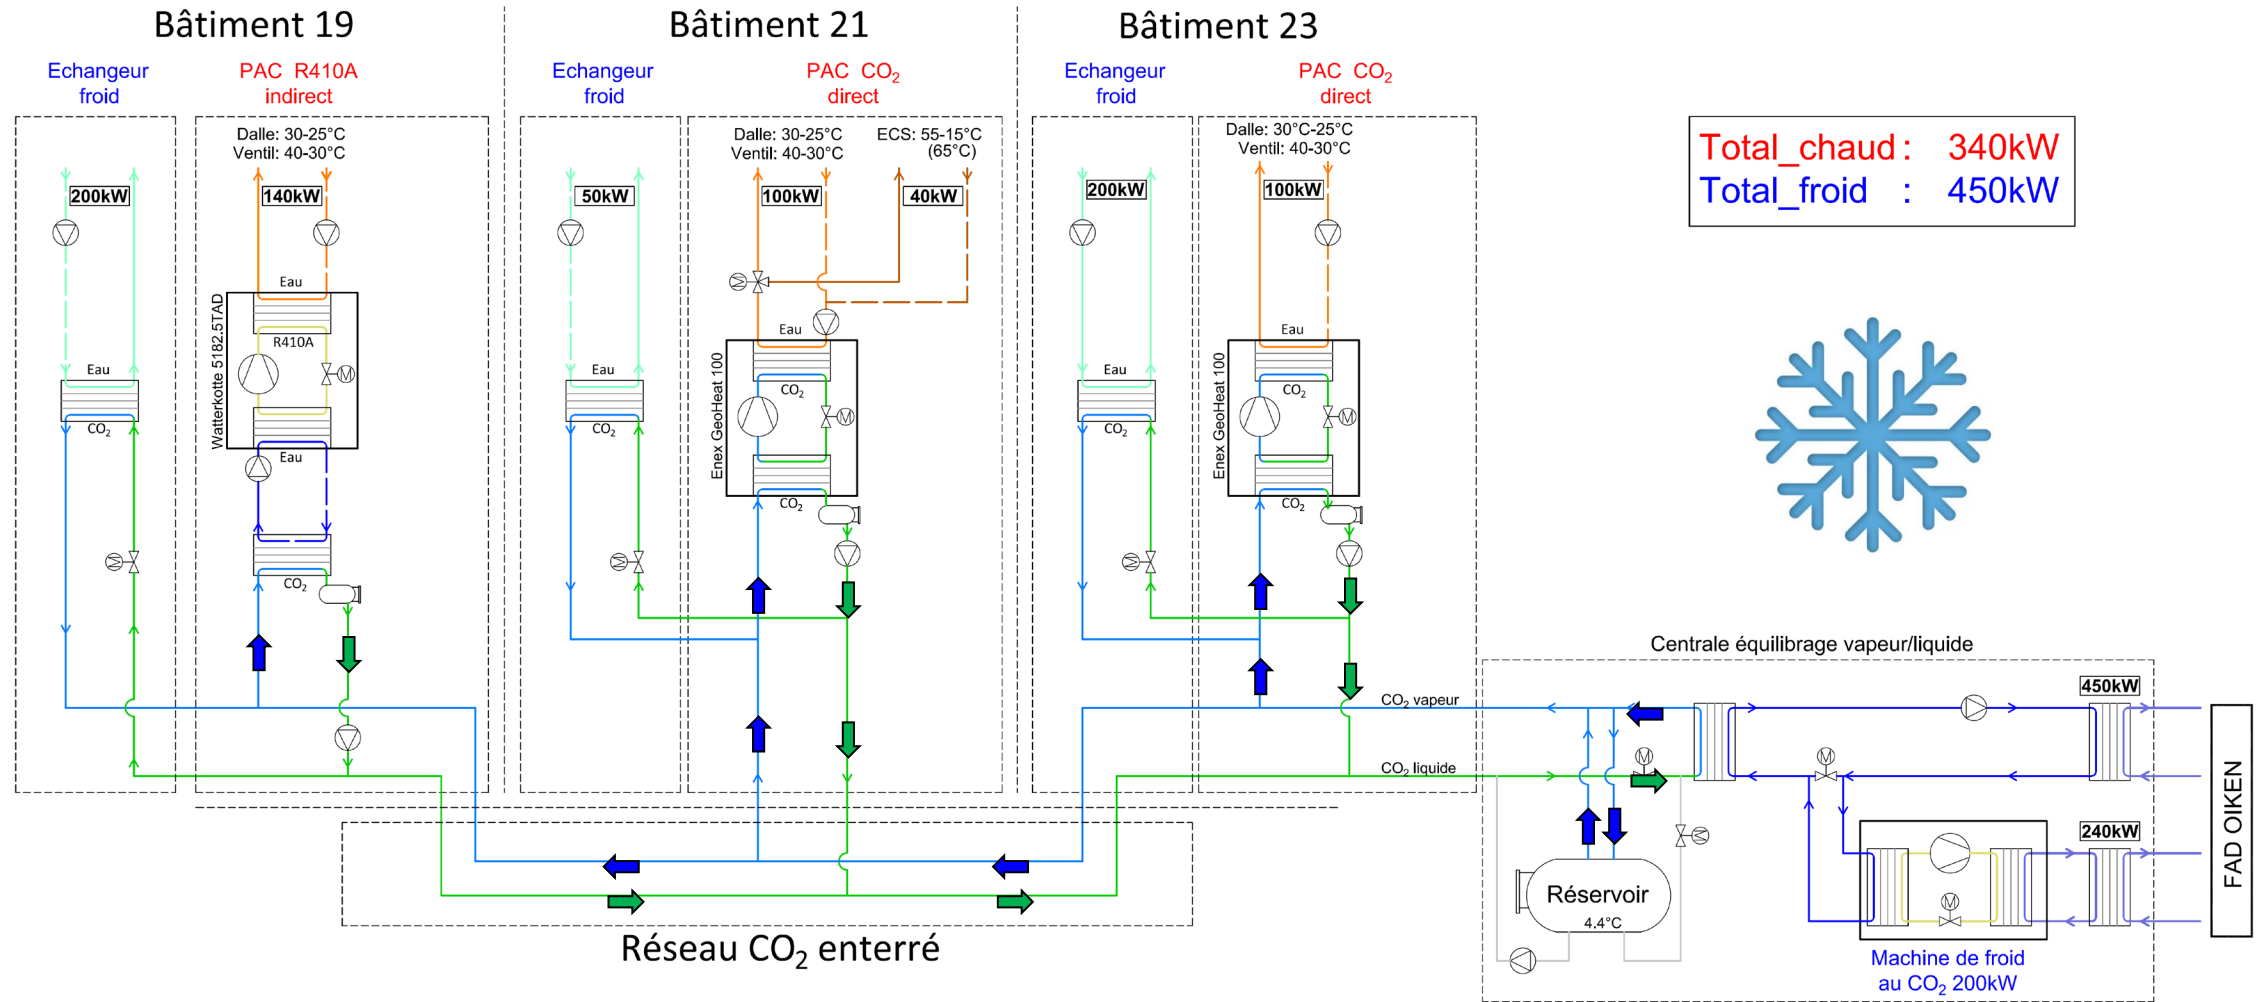 Bâtiment 19
Bâtiment 21
Bâtiment 23
Echangeur
froid
PAC R410A
indirect
Echangeur
froid
PAC CO₂
direct
Echangeur
froid
PAC CO₂
direct
Dalle: 30-25°C
Ventil: 40-30°C
Dalle: 30-25°C
Ventil: 40-30°C
ECS: 55-15°C
(65°C)
Dalle: 30°C-25°C
Ventil: 40-30°C
Total_chaud : 340kW
Total_froid : 450kW
200kW
140kW
50kW
100kW
40kW
200kW
100kW
Eau
R410A
Watterkotte 5182.5TAD
Eau
Eau
CO₂
Eau
CO₂
Eau
CO₂
Eau
CO₂
Enex GeoHeat 100
CO₂
Eau
CO₂
Eau
CO₂
Enex GeoHeat 100
CO₂
M
M
M
M
M
M
M
Centrale équilibrage vapeur/liquide
CO₂ vapeur
CO₂ liquide
450kW
M
M
M
240kW
M
FAD OIKEN
Réservoir
4.4°C
Réseau CO₂ enterré
Machine de froid
au CO₂ 200kW